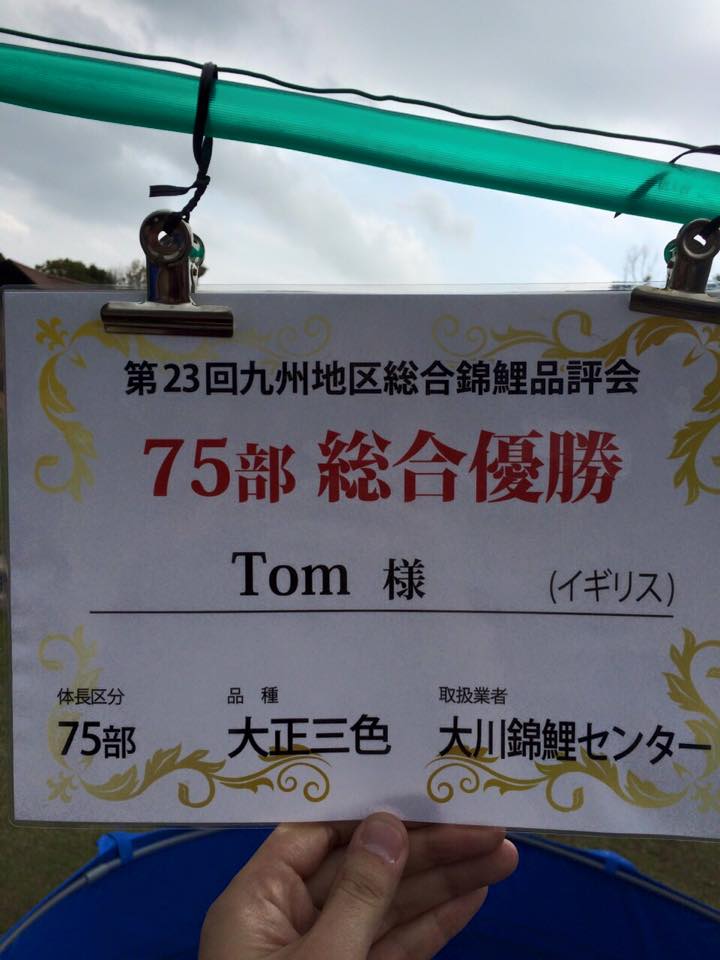 第23回九州地区総合錦鯉品評会
75部 総合優勝
Tom 様 (イギリス)
体長区分 品 種 取扱業者
75部 大正三色 大川錦鯉センター